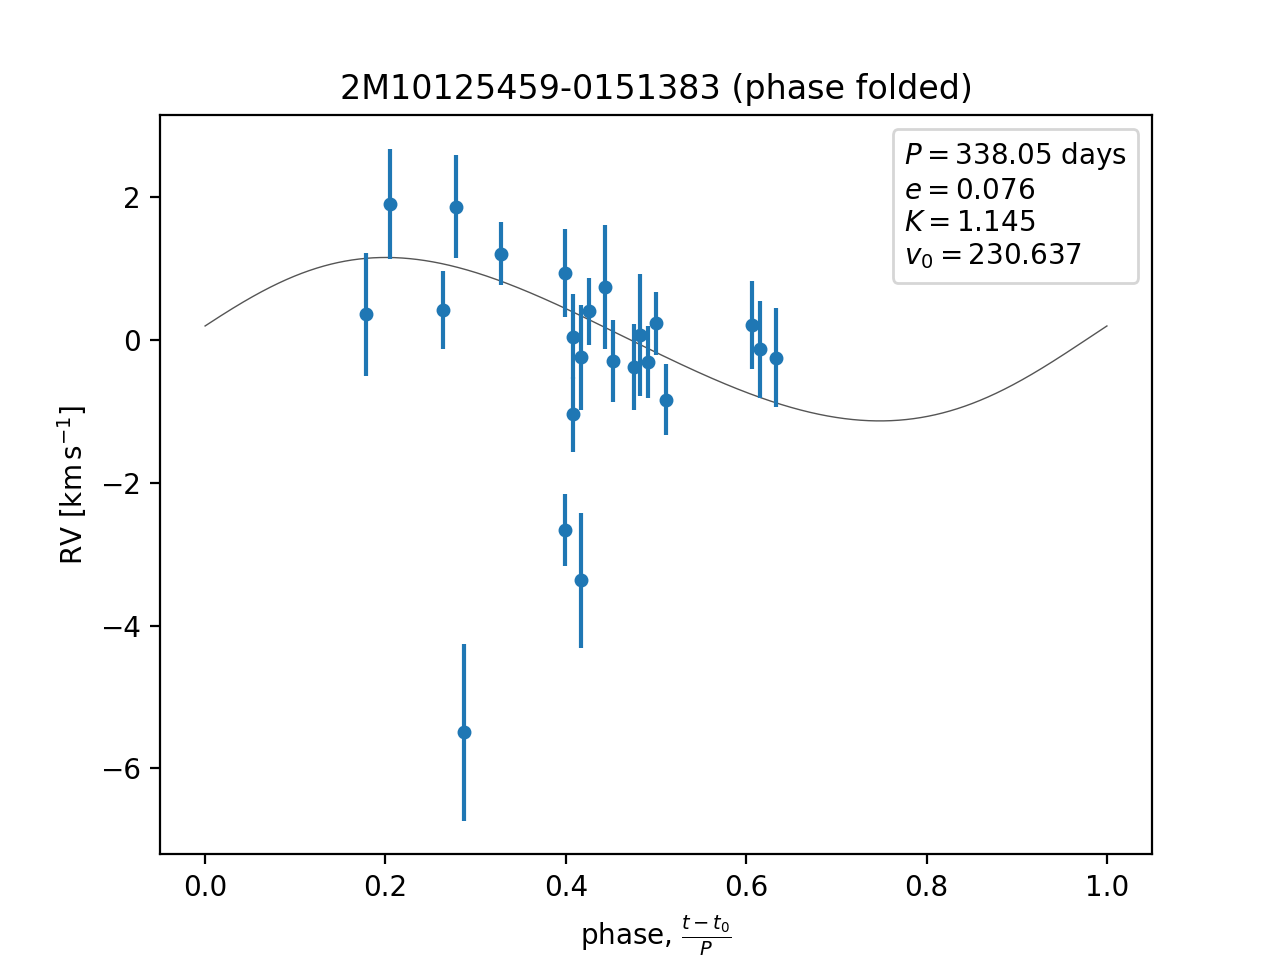 2M10125459-0151383 (phase folded)
P = 338.05 days
e = 0.076
K = 1.145
v₀ = 230.637
RV [km s⁻¹]
2
0
−2
−4
−6
0.0 0.2 0.4 0.6 0.8 1.0
phase, (t − t₀)/P